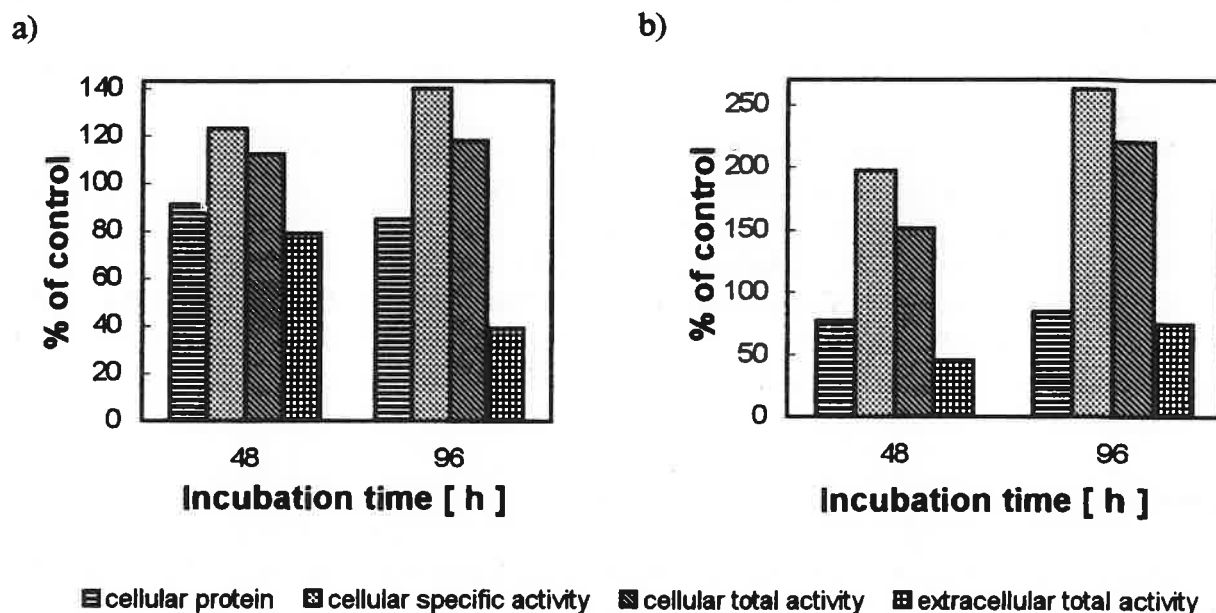 a)
140
120
100
80
60
40
20
0
% of control
48 96
Incubation time [ h ]
b)
250
200
150
100
50
0
% of control
48 96
Incubation time [ h ]
cellular protein cellular specific activity cellular total activity extracellular total activity